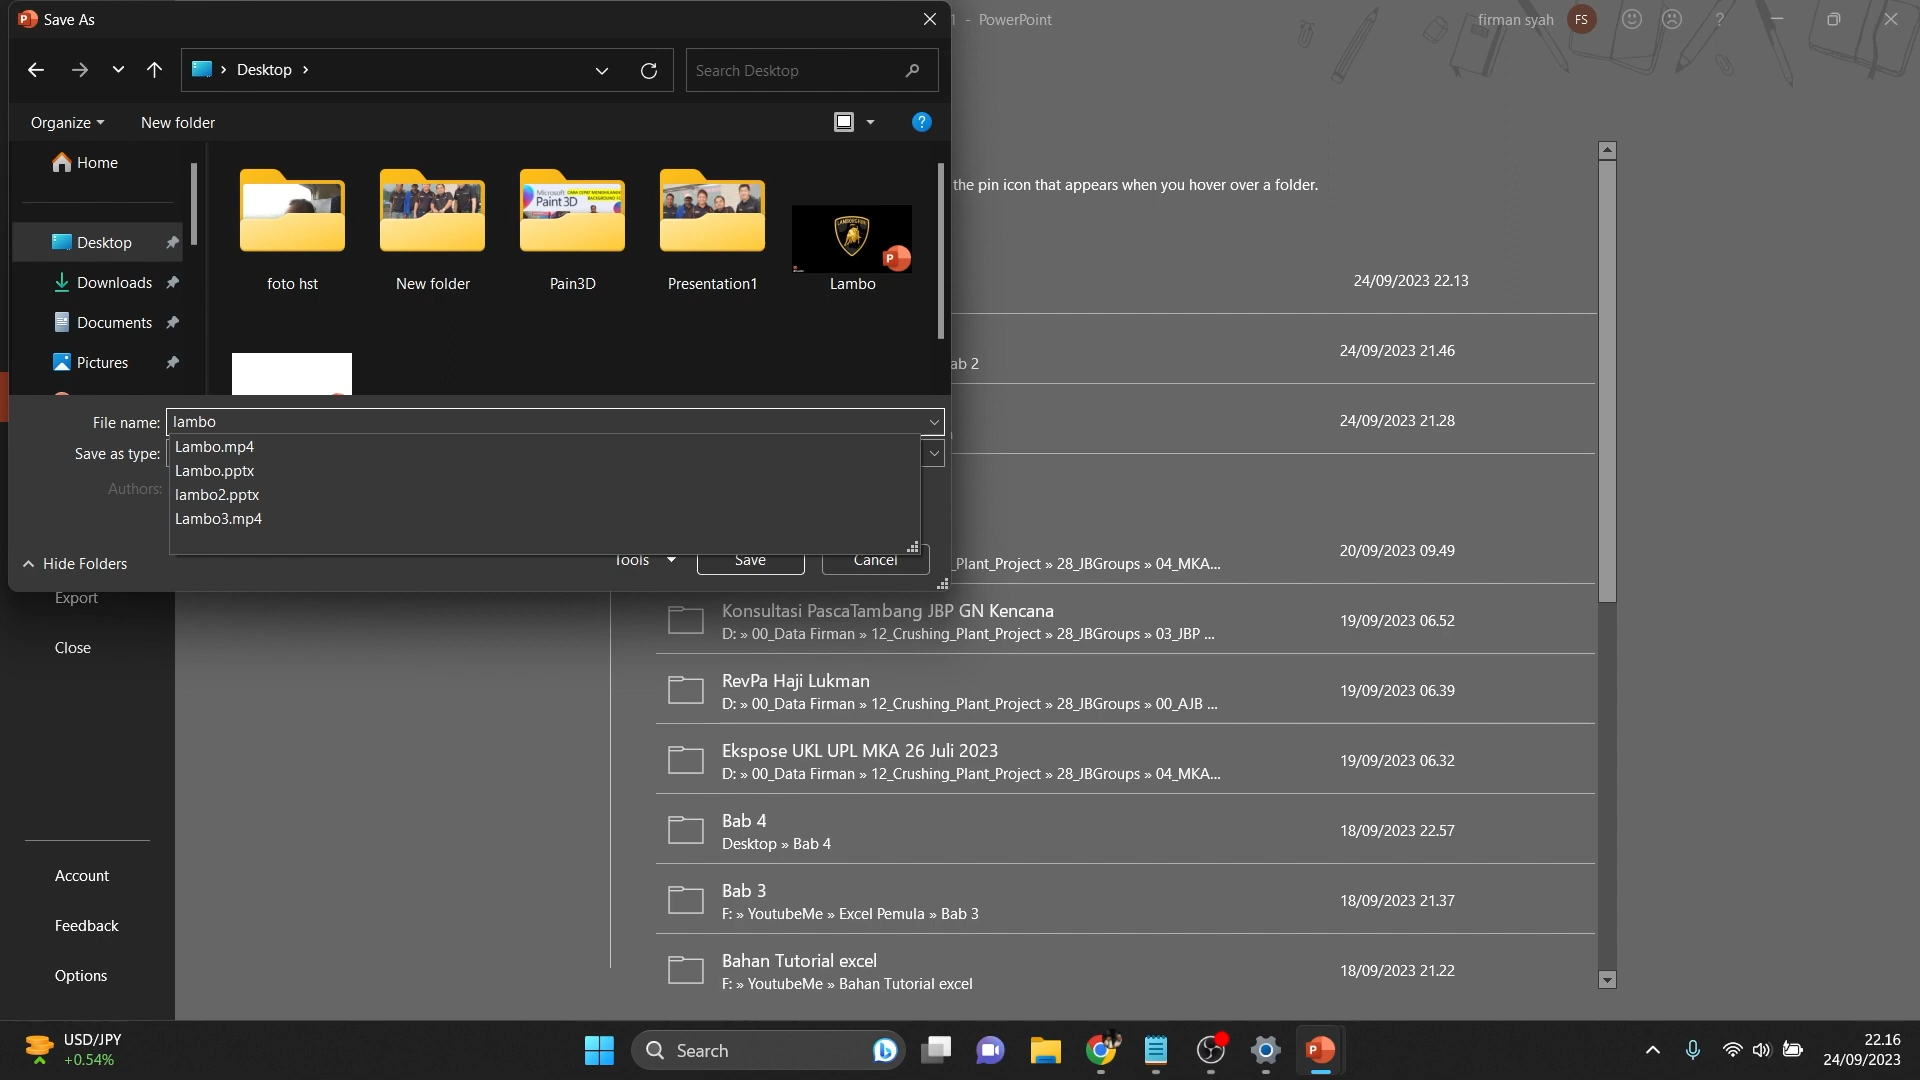 Save As
1 - PowerPoint
firman syah
FS
?
Desktop
Search Desktop
Organize
New folder
?
Home
Desktop
Downloads
Documents
Pictures
Microsoft
Paint3D
CARA CEPAT MENGHILANGKAN
BACKGROUND FOTO
LAMBORGHINI
P
foto hst
New folder
Pain3D
Presentation1
Lambo
the pin icon that appears when you hover over a folder.
24/09/2023 22.13
ab 2
24/09/2023 21.46
24/09/2023 21.28
File name: lambo
Save as type:
Authors:
Lambo.mp4
Lambo.pptx
lambo2.pptx
Lambo3.mp4
Hide Folders
Tools
Save
Cancel
Export
Close
Account
Feedback
Options
_Plant_Project » 28_JBGroups » 04_MKA...
20/09/2023 09.49
Konsultasi PascaTambang JBP GN Kencana
D: » 00_Data Firman » 12_Crushing_Plant_Project » 28_JBGroups » 03_JBP ...
19/09/2023 06.52
RevPa Haji Lukman
D: » 00_Data Firman » 12_Crushing_Plant_Project » 28_JBGroups » 00_AJB ...
19/09/2023 06.39
Ekspose UKL UPL MKA 26 Juli 2023
D: » 00_Data Firman » 12_Crushing_Plant_Project » 28_JBGroups » 04_MKA...
19/09/2023 06.32
Bab 4
Desktop » Bab 4
18/09/2023 22.57
Bab 3
F: » YoutubeMe » Excel Pemula » Bab 3
18/09/2023 21.37
Bahan Tutorial excel
F: » YoutubeMe » Bahan Tutorial excel
18/09/2023 21.22
USD/JPY
+0.54%
Search
P
22.16
24/09/2023